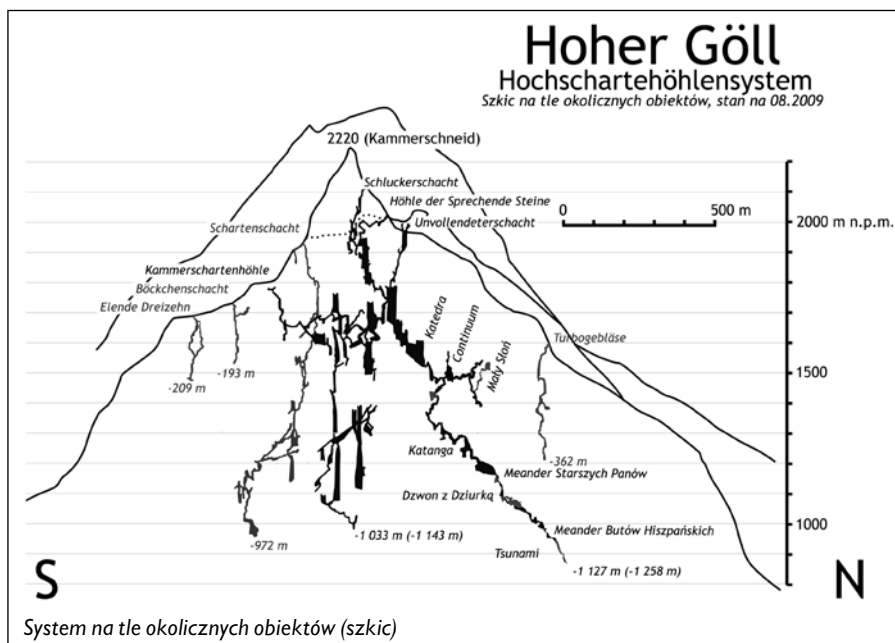 Hoher Göll
Hochschartehöhlensystem
Szkic na tle okolicznych obiektów, stan na 08.2009
2220 (Kammerschneid)
Schluckerschacht
Höhle der Sprechende Steine
Unvollendeterschacht
Schartenschacht
0
500 m
2000 m n.p.m.
Kammerschartenhöhle
Böckchenschacht
Elende Dreizehn
Katedra
Continuum
Mały Słoń
Turbogebläse
1500
-193 m
-209 m
Katanga
-362 m
Meander Starszych Panów
Dzwon z Dziurką
Meander Butów Hiszpańskich
1000
-972 m
-1 033 m (-1 143 m)
Tsunami
-1 127 m (-1 258 m)
S
N
System na tle okolicznych obiektów (szkic)